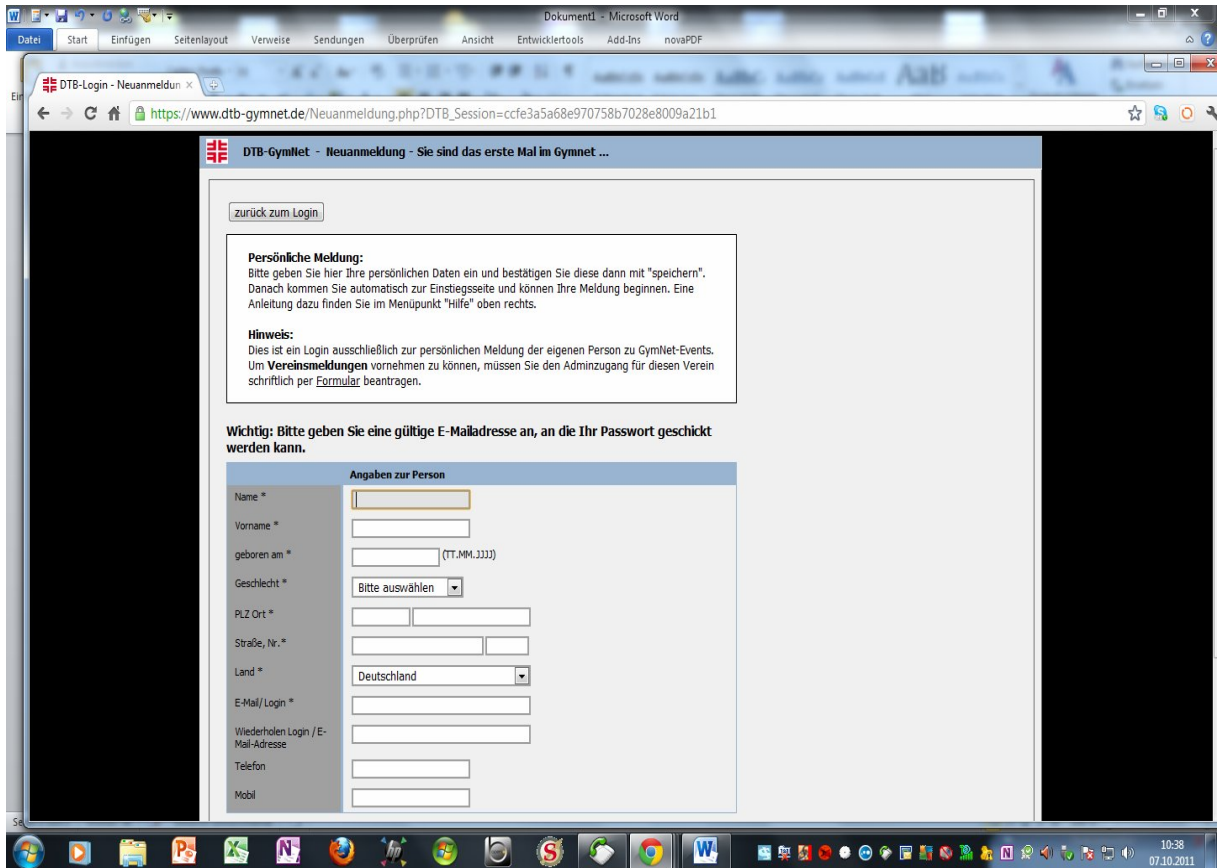 Dokument1 - Microsoft Word
Datei Start Einfügen Seitenlayout Verweise Sendungen Überprüfen Ansicht Entwicklertools Add-Ins novaPDF
DTB-Login - Neuanmeldun
https://www.dtb-gymnet.de/Neuanmeldung.php?DTB_Session=ccfe3a5a68e970758b7028e8009a21b1
DTB-GymNet - Neuanmeldung - Sie sind das erste Mal im Gymnet ...
zurück zum Login
Persönliche Meldung:
Bitte geben Sie hier Ihre persönlichen Daten ein und bestätigen Sie diese dann mit "speichern".
Danach kommen Sie automatisch zur Einstiegsseite und können Ihre Meldung beginnen. Eine
Anleitung dazu finden Sie im Menüpunkt "Hilfe" oben rechts.
Hinweis:
Dies ist ein Login ausschließlich zur persönlichen Meldung der eigenen Person zu GymNet-Events.
Um Vereinsmeldungen vornehmen zu können, müssen Sie den Adminzugang für diesen Verein
schriftlich per Formular beantragen.
Wichtig: Bitte geben Sie eine gültige E-Mailadresse an, an die Ihr Passwort geschickt
werden kann.
Angaben zur Person
Name *
Vorname *
geboren am * (TT.MM.JJJJ)
Geschlecht * Bitte auswählen
PLZ Ort *
Straße, Nr.*
Land * Deutschland
E-Mail/Login *
Wiederholen Login / E-
Mail-Adresse
Telefon
Mobil
10:38
07.10.2011